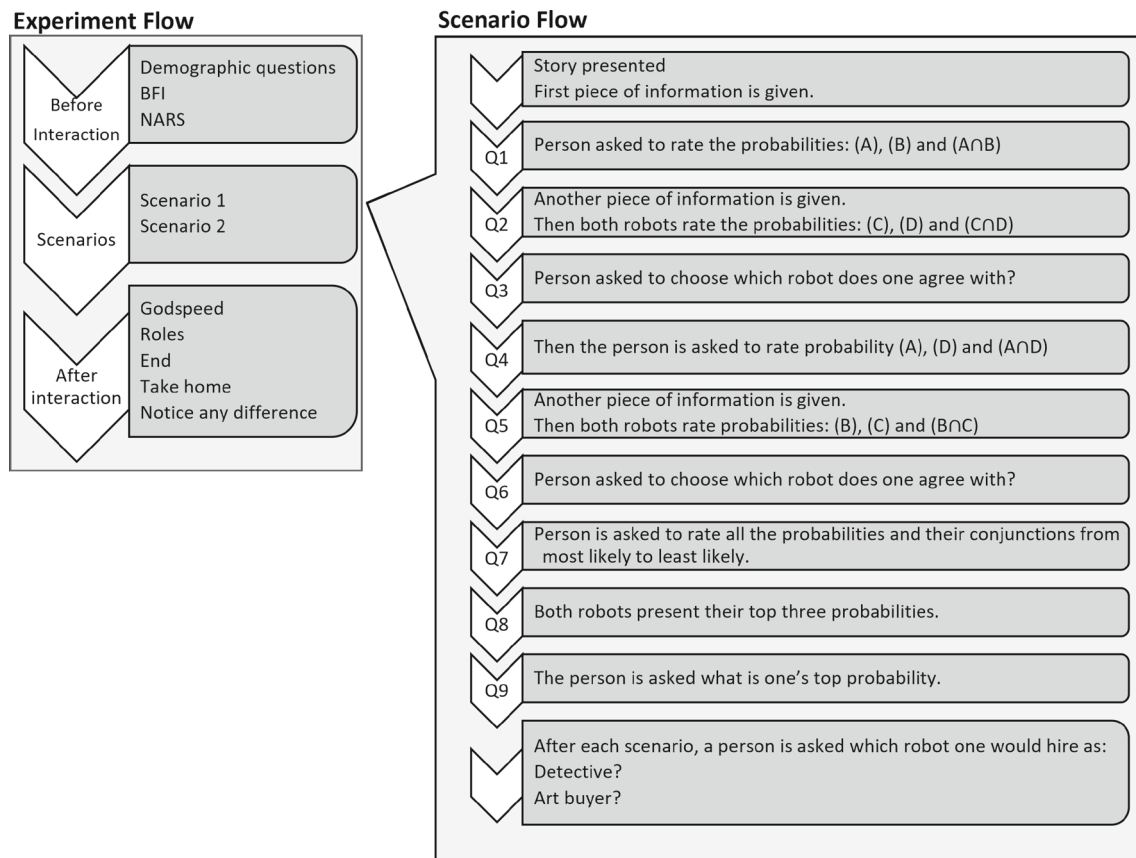 Experiment Flow
Before
Interaction
Demographic questions
BFI
NARS
Scenarios
Scenario 1
Scenario 2
After
interaction
Godspeed
Roles
End
Take home
Notice any difference
Scenario Flow
Story presented
First piece of information is given.
Q1
Person asked to rate the probabilities: (A), (B) and (A∩B)
Q2
Another piece of information is given.
Then both robots rate the probabilities: (C), (D) and (C∩D)
Q3
Person asked to choose which robot does one agree with?
Q4
Then the person is asked to rate probability (A), (D) and (A∩D)
Q5
Another piece of information is given.
Then both robots rate probabilities: (B), (C) and (B∩C)
Q6
Person asked to choose which robot does one agree with?
Q7
Person is asked to rate all the probabilities and their conjunctions from
most likely to least likely.
Q8
Both robots present their top three probabilities.
Q9
The person is asked what is one's top probability.
After each scenario, a person is asked which robot one would hire as:
Detective?
Art buyer?